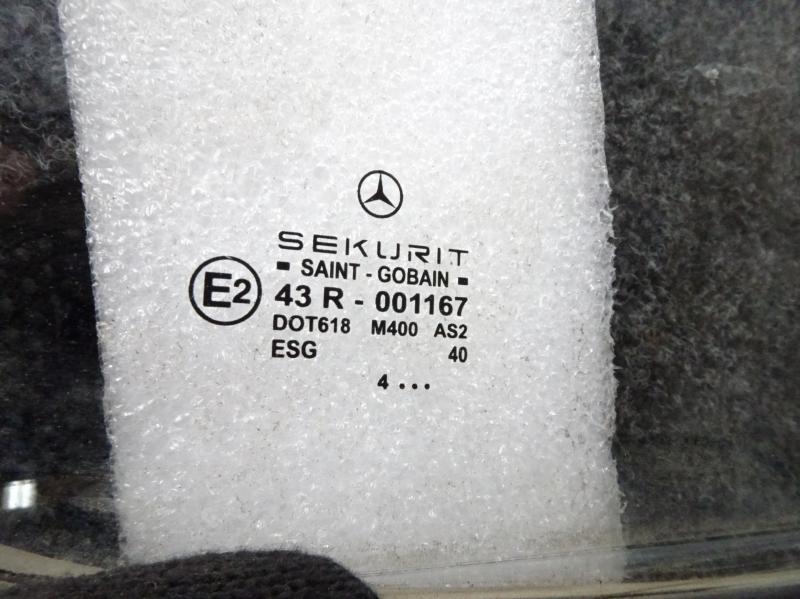 SEKURIT
SAINT - GOBAIN
E2 43 R - 001167
DOT618 M400 AS2
ESG 40
4 ...